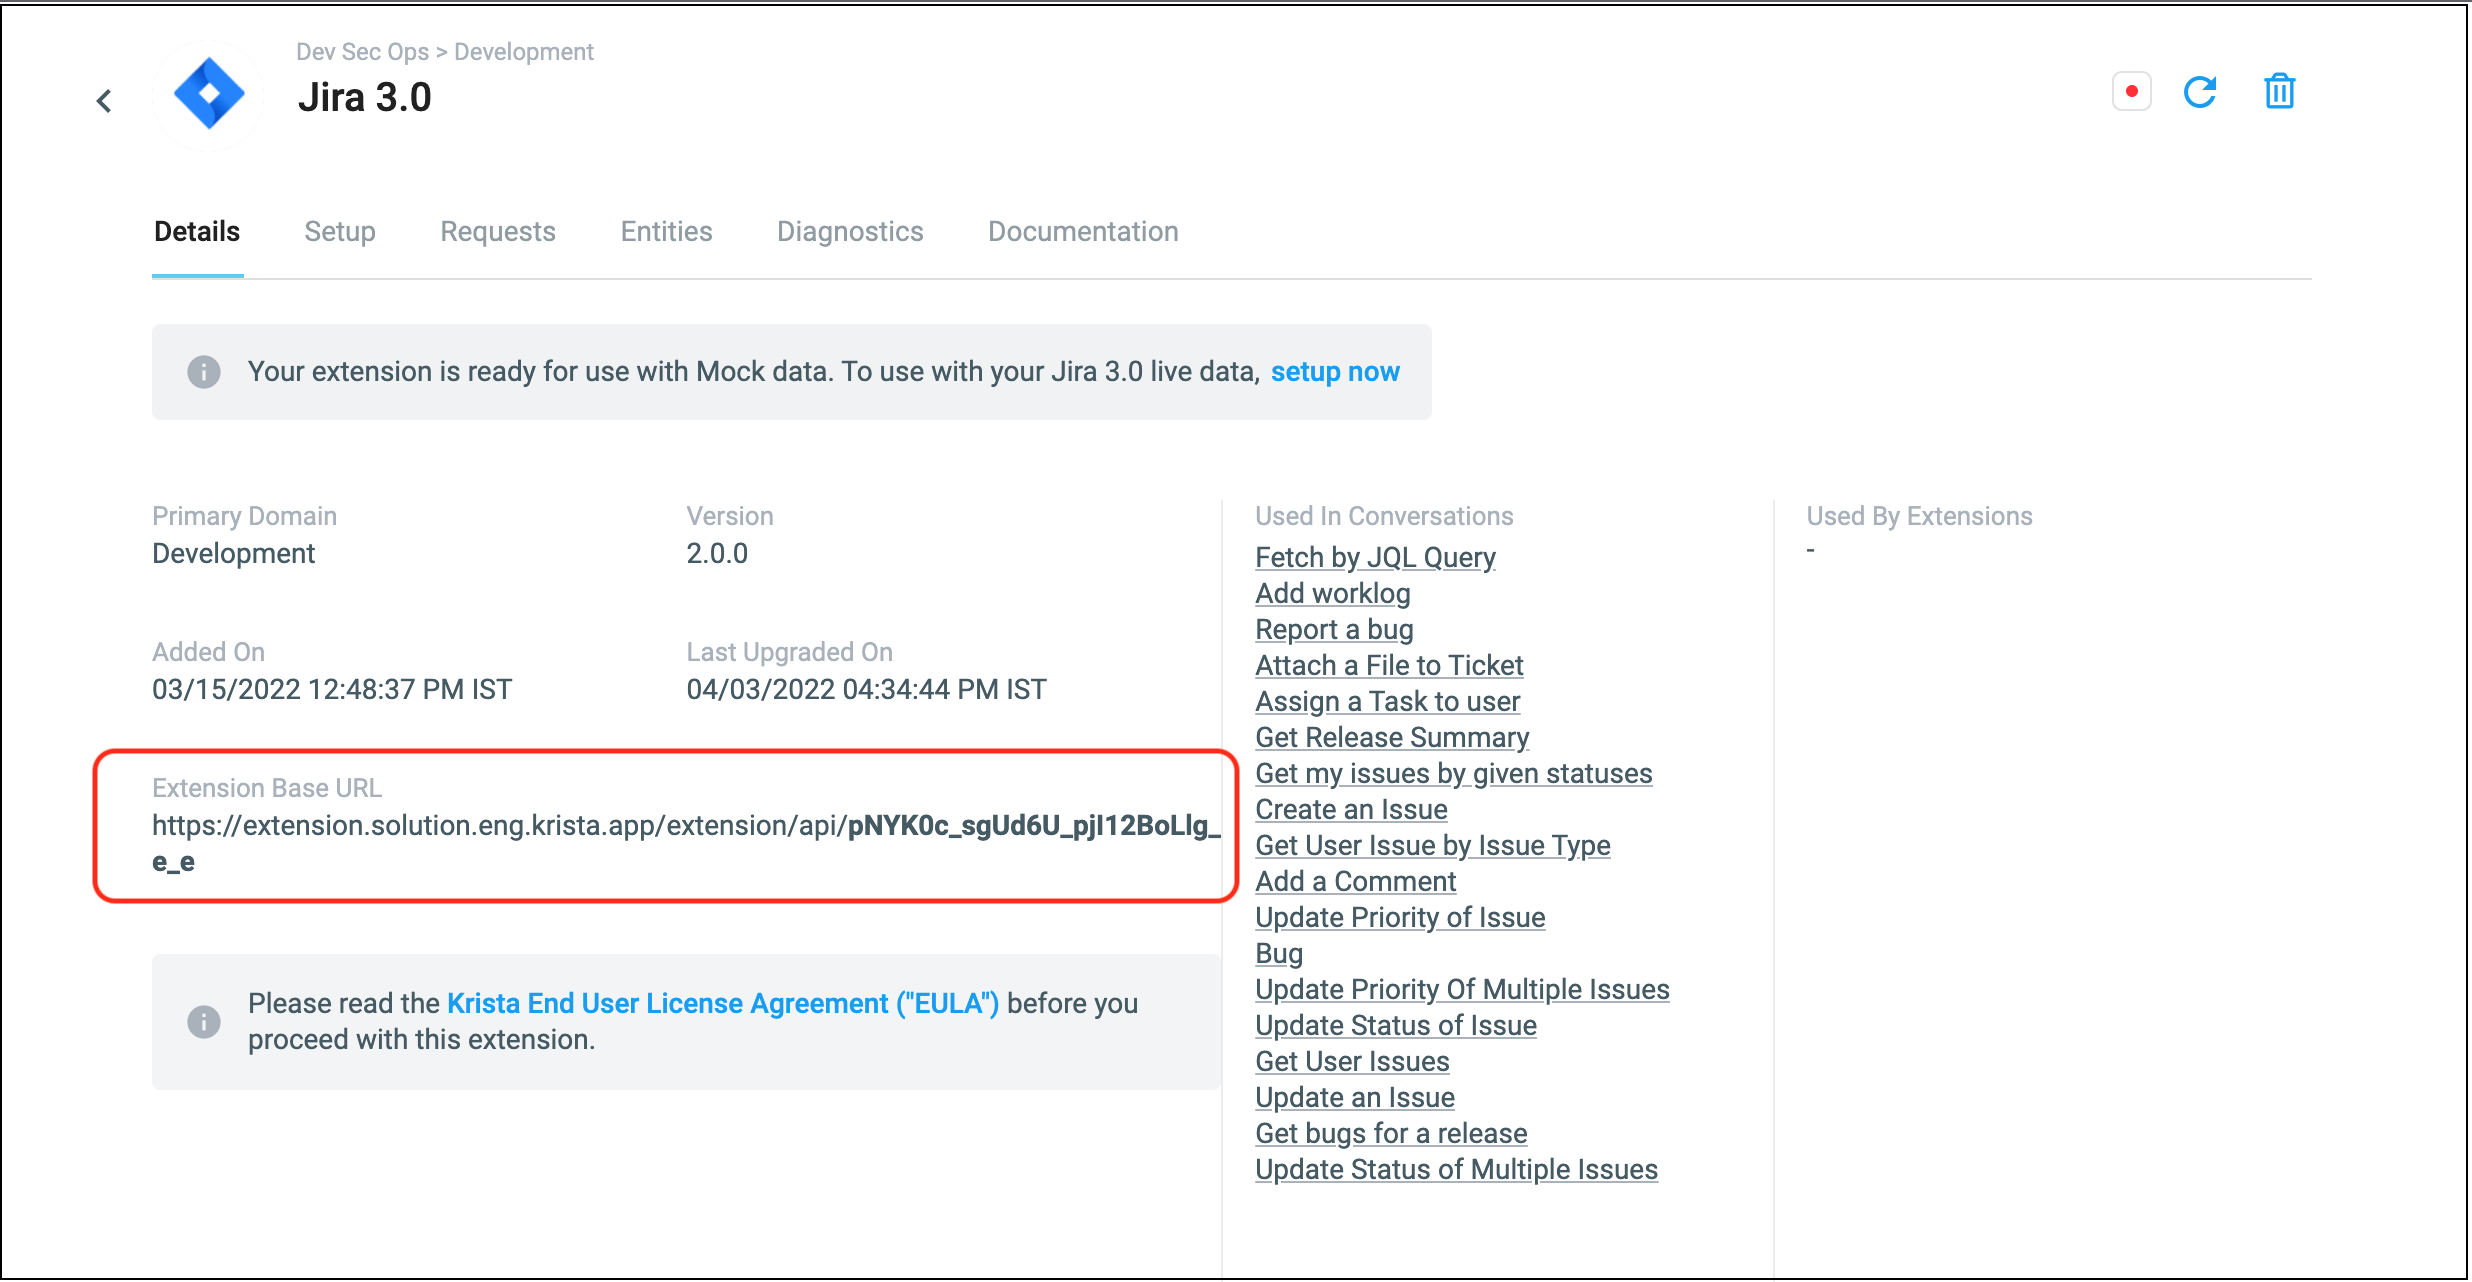 Dev Sec Ops > Development
Jira 3.0
Details Setup Requests Entities Diagnostics Documentation
Your extension is ready for use with Mock data. To use with your Jira 3.0 live data, setup now
Primary Domain
Development
Version
2.0.0
Added On
03/15/2022 12:48:37 PM IST
Last Upgraded On
04/03/2022 04:34:44 PM IST
Extension Base URL
https://extension.solution.eng.krista.app/extension/api/pNYK0c_sgUd6U_pjI12BoLlg_
e_e
Please read the Krista End User License Agreement ("EULA") before you
proceed with this extension.
Used In Conversations
Fetch by JQL Query
Add worklog
Report a bug
Attach a File to Ticket
Assign a Task to user
Get Release Summary
Get my issues by given statuses
Create an Issue
Get User Issue by Issue Type
Add a Comment
Update Priority of Issue
Bug
Update Priority Of Multiple Issues
Update Status of Issue
Get User Issues
Update an Issue
Get bugs for a release
Update Status of Multiple Issues
Used By Extensions
-